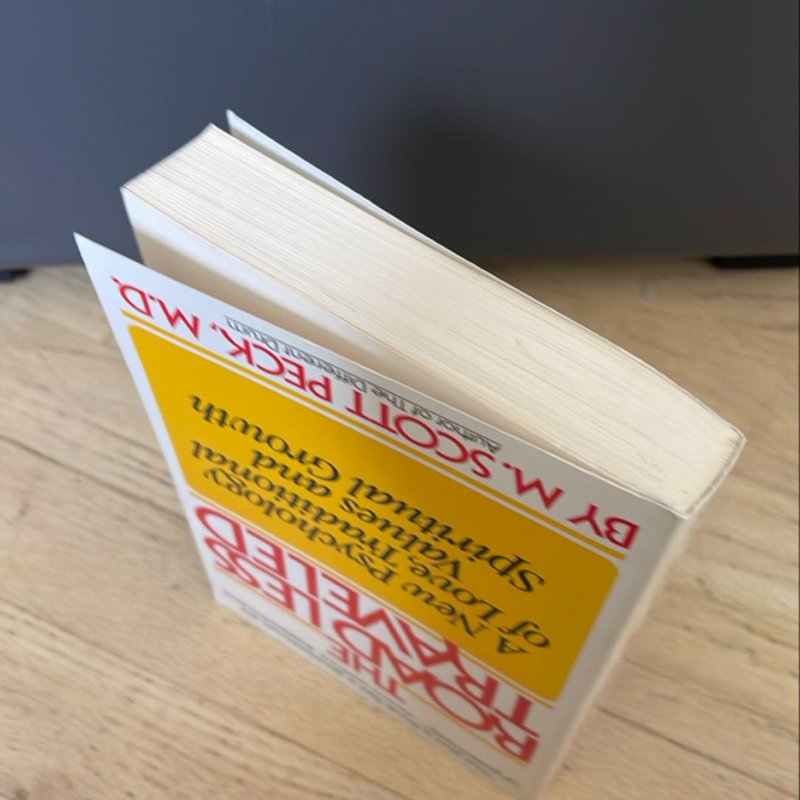 THE
ROAD LESS
TRAVELED
A New Psychology
of Love, Traditional
Values and
Spiritual Growth
BY M. SCOTT PECK, M.D.
Author of The Different Drum